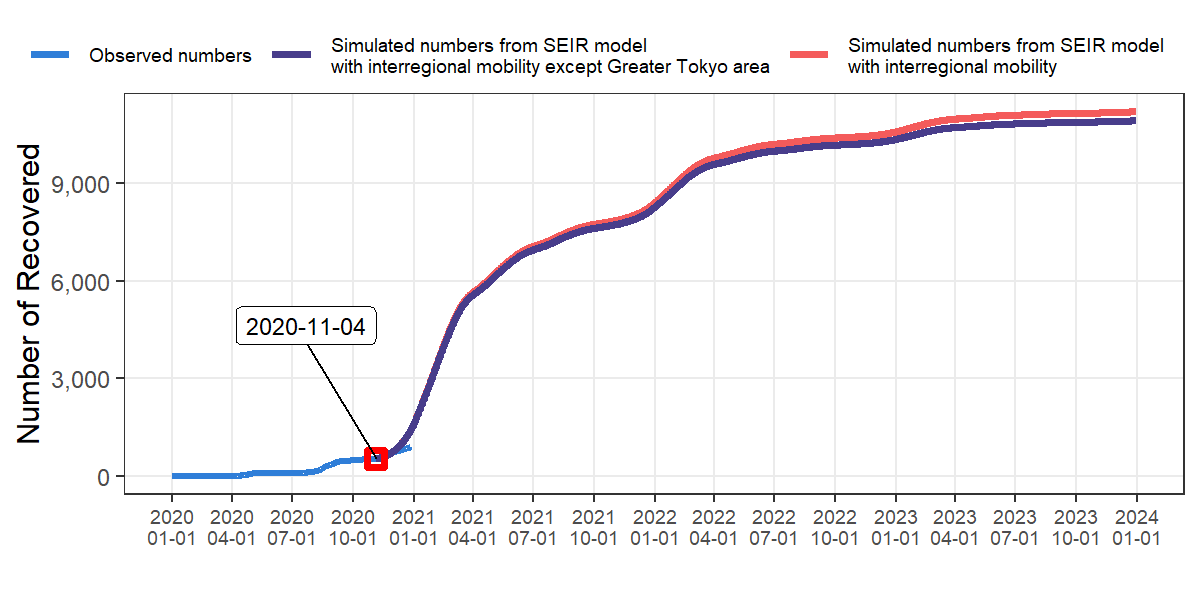 Observed numbers
Simulated numbers from SEIR model
with interregional mobility except Greater Tokyo area
Simulated numbers from SEIR model
with interregional mobility
Number of Recovered
9,000
6,000
3,000
0
2020-11-04
2020 2020 2020 2020 2021 2021 2021 2021 2022 2022 2022 2022 2023 2023 2023 2023 2024
01-01 04-01 07-01 10-01 01-01 04-01 07-01 10-01 01-01 04-01 07-01 10-01 01-01 04-01 07-01 10-01 01-01